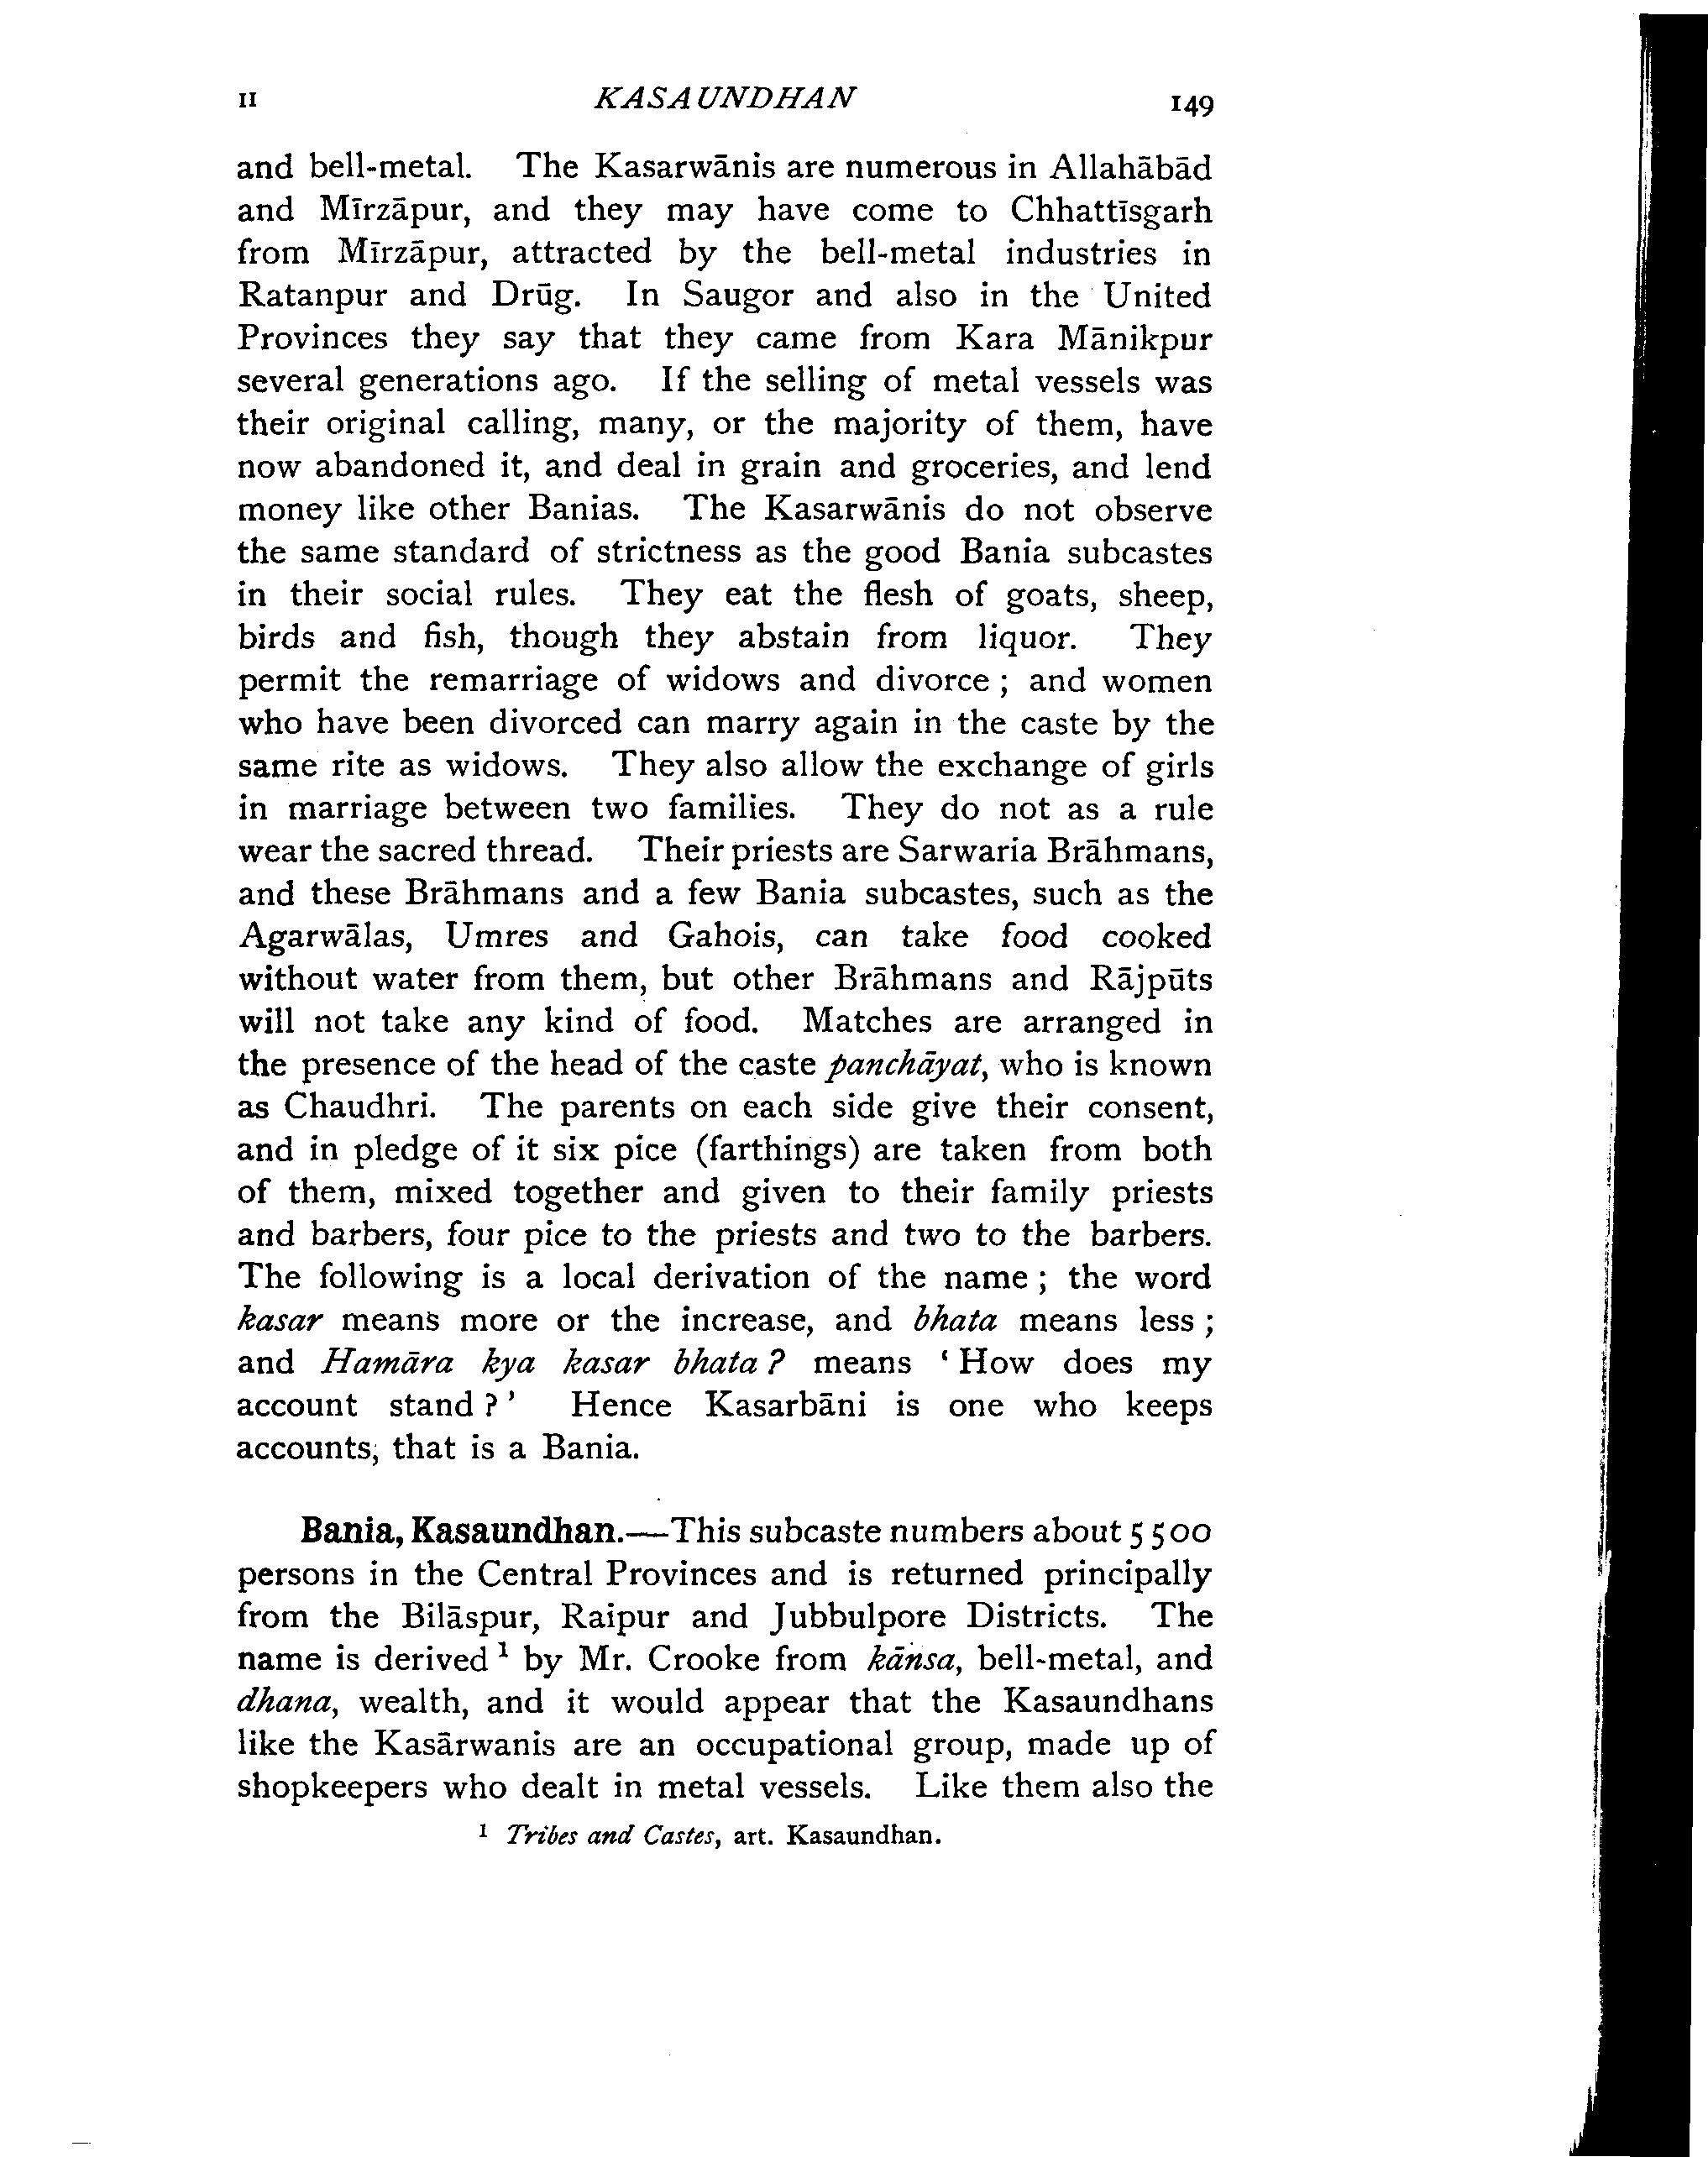 II KASAUNDHAN 149
and bell-metal. The Kasarwānis are numerous in Allahābād
and Mīrzāpur, and they may have come to Chhattīsgarh
from Mīrzāpur, attracted by the bell-metal industries in
Ratanpur and Drūg. In Saugor and also in the United
Provinces they say that they came from Kara Mānikpur
several generations ago. If the selling of metal vessels was
their original calling, many, or the majority of them, have
now abandoned it, and deal in grain and groceries, and lend
money like other Banias. The Kasarwānis do not observe
the same standard of strictness as the good Bania subcastes
in their social rules. They eat the flesh of goats, sheep,
birds and fish, though they abstain from liquor. They
permit the remarriage of widows and divorce ; and women
who have been divorced can marry again in the caste by the
same rite as widows. They also allow the exchange of girls
in marriage between two families. They do not as a rule
wear the sacred thread. Their priests are Sarwaria Brāhmans,
and these Brāhmans and a few Bania subcastes, such as the
Agarwālas, Umres and Gahois, can take food cooked
without water from them, but other Brāhmans and Rājpūts
will not take any kind of food. Matches are arranged in
the presence of the head of the caste panchāyat, who is known
as Chaudhri. The parents on each side give their consent,
and in pledge of it six pice (farthings) are taken from both
of them, mixed together and given to their family priests
and barbers, four pice to the priests and two to the barbers.
The following is a local derivation of the name ; the word
kasar means more or the increase, and bhata means less ;
and Hamāra kya kasar bhata ? means ‘ How does my
account stand ? ’ Hence Kasarbāni is one who keeps
accounts, that is a Bania.
Bania, Kasaundhan.—This subcaste numbers about 5500
persons in the Central Provinces and is returned principally
from the Bilāspur, Raipur and Jubbulpore Districts. The
name is derived ¹ by Mr. Crooke from kānsa, bell-metal, and
dhana, wealth, and it would appear that the Kasaundhans
like the Kasārwanis are an occupational group, made up of
shopkeepers who dealt in metal vessels. Like them also the
¹ Tribes and Castes, art. Kasaundhan.